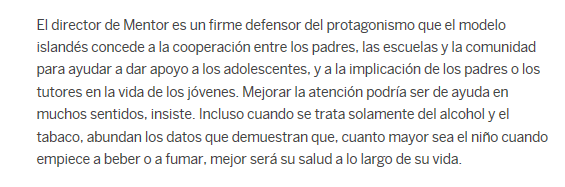 El director de Mentor es un firme defensor del protagonismo que el modelo
islandés concede a la cooperación entre los padres, las escuelas y la comunidad
para ayudar a dar apoyo a los adolescentes, y a la implicación de los padres o los
tutores en la vida de los jóvenes. Mejorar la atención podría ser de ayuda en
muchos sentidos, insiste. Incluso cuando se trata solamente del alcohol y el
tabaco, abundan los datos que demuestran que, cuanto mayor sea el niño cuando
empiece a beber o a fumar, mejor será su salud a lo largo de su vida.